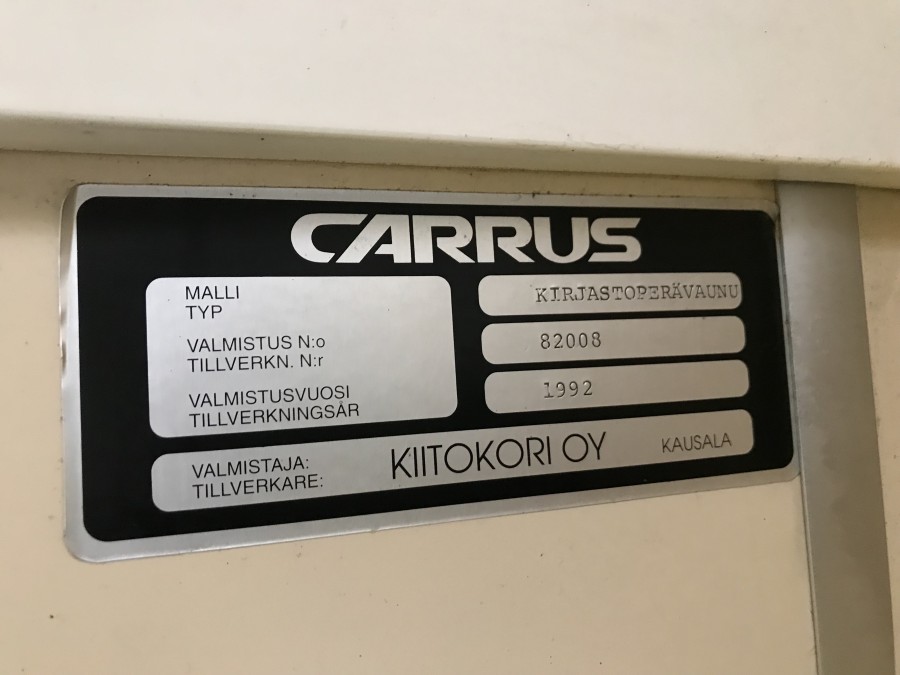 CARRUS
MALLI
TYP
KIRJASTOPERÄVAUNU
VALMISTUS N:o
TILLVERKN. N:r
82008
VALMISTUSVUOSI
TILLVERKNINGSÅR
1992
VALMISTAJA:
TILLVERKARE:
KIITOKORI OY
KAUSALA